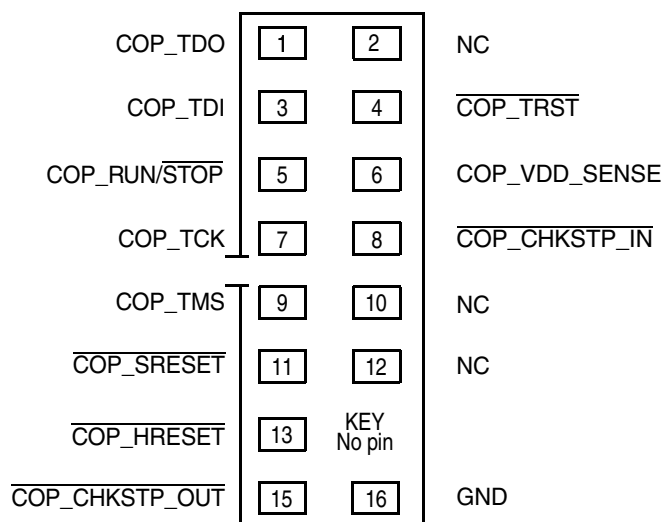 COP_TDO 1 2 NC
COP_TDI 3 4 COP_TRST
COP_RUN/STOP 5 6 COP_VDD_SENSE
COP_TCK 7 8 COP_CHKSTP_IN
COP_TMS 9 10 NC
COP_SRESET 11 12 NC
COP_HRESET 13 KEY
No pin
COP_CHKSTP_OUT 15 16 GND